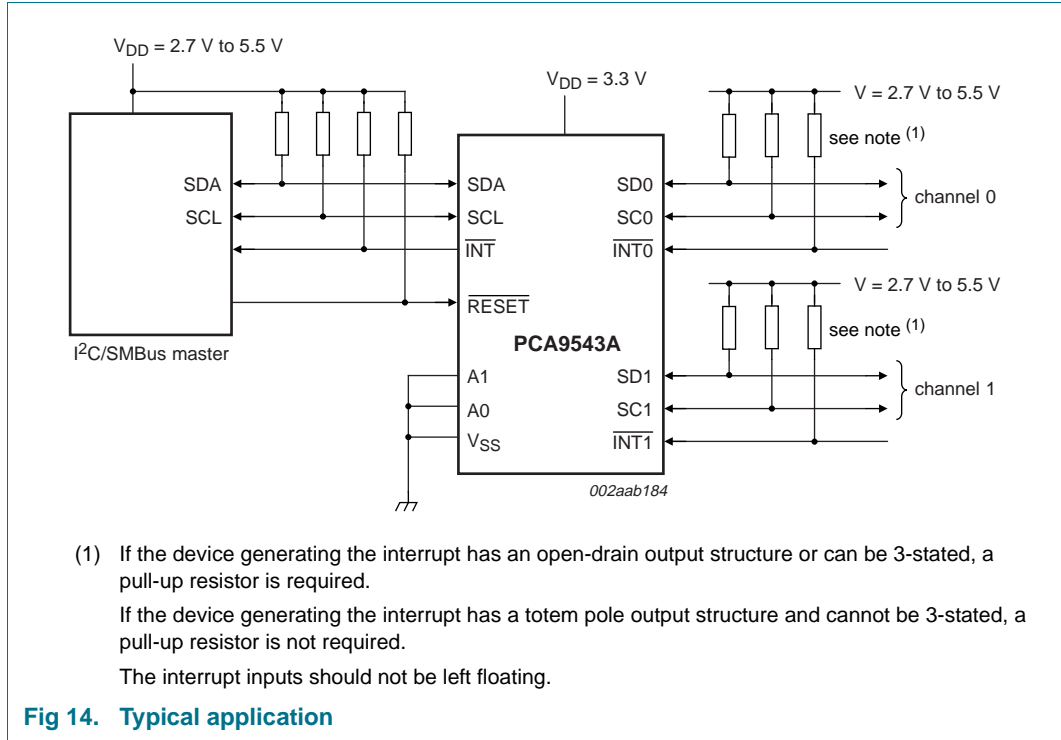 VDD = 2.7 V to 5.5 V
VDD = 3.3 V
V = 2.7 V to 5.5 V
see note (1)
SDA
SCL
SDA
SCL
INT
RESET
SD0
SC0
INT0
channel 0
V = 2.7 V to 5.5 V
see note (1)
I2C/SMBus master
PCA9543A
A1
A0
VSS
SD1
SC1
INT1
channel 1
002aab184
(1) If the device generating the interrupt has an open-drain output structure or can be 3-stated, a
pull-up resistor is required.
If the device generating the interrupt has a totem pole output structure and cannot be 3-stated, a
pull-up resistor is not required.
The interrupt inputs should not be left floating.
Fig 14. Typical application